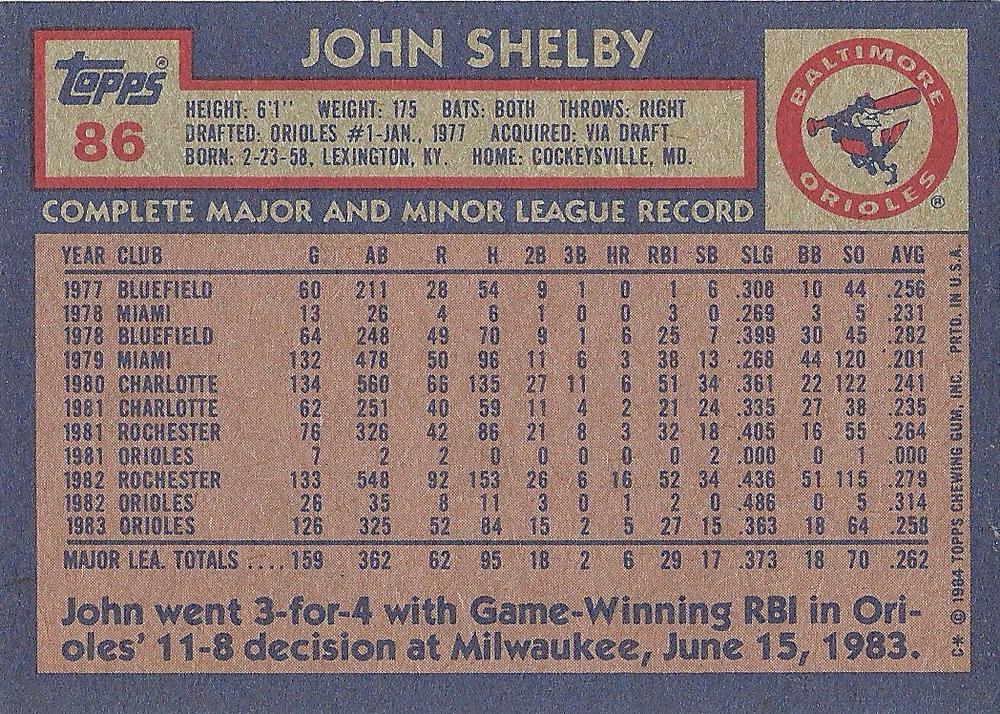 JOHN SHELBY
Topps®
86
HEIGHT: 6'1" WEIGHT: 175 BATS: BOTH THROWS: RIGHT
DRAFTED: ORIOLES #1-JAN., 1977 ACQUIRED: VIA DRAFT
BORN: 2-23-58, LEXINGTON, KY. HOME: COCKEYSVILLE, MD.
BALTIMORE
ORIOLES ®
COMPLETE MAJOR AND MINOR LEAGUE RECORD
YEAR CLUB G AB R H 2B 3B HR RBI SB SLG BB SO AVG
1977 BLUEFIELD 60 211 28 54 9 1 0 1 6 .308 10 44 .256
1978 MIAMI 13 26 4 6 1 0 0 3 0 .269 3 5 .231
1978 BLUEFIELD 64 248 49 70 9 1 6 25 7 .399 30 45 .282
1979 MIAMI 132 478 50 96 11 6 3 38 13 .268 44 120 .201
1980 CHARLOTTE 134 560 66 135 27 11 6 51 34 .361 22 122 .241
1981 CHARLOTTE 62 251 40 59 11 4 2 21 24 .335 27 38 .235
1981 ROCHESTER 76 326 42 86 21 8 3 32 18 .405 16 55 .264
1981 ORIOLES 7 2 2 0 0 0 0 0 2 .000 0 1 .000
1982 ROCHESTER 133 548 92 153 26 6 16 52 34 .436 51 115 .279
1982 ORIOLES 26 35 8 11 3 0 1 2 0 .486 0 5 .314
1983 ORIOLES 126 325 52 84 15 2 5 27 15 .363 18 64 .258
MAJOR LEA. TOTALS .... 159 362 62 95 18 2 6 29 17 .373 18 70 .262
John went 3-for-4 with Game-Winning RBI in Ori-
oles' 11-8 decision at Milwaukee, June 15, 1983.
C✻ © 1984 TOPPS CHEWING GUM, INC. PRTD. IN U.S.A.